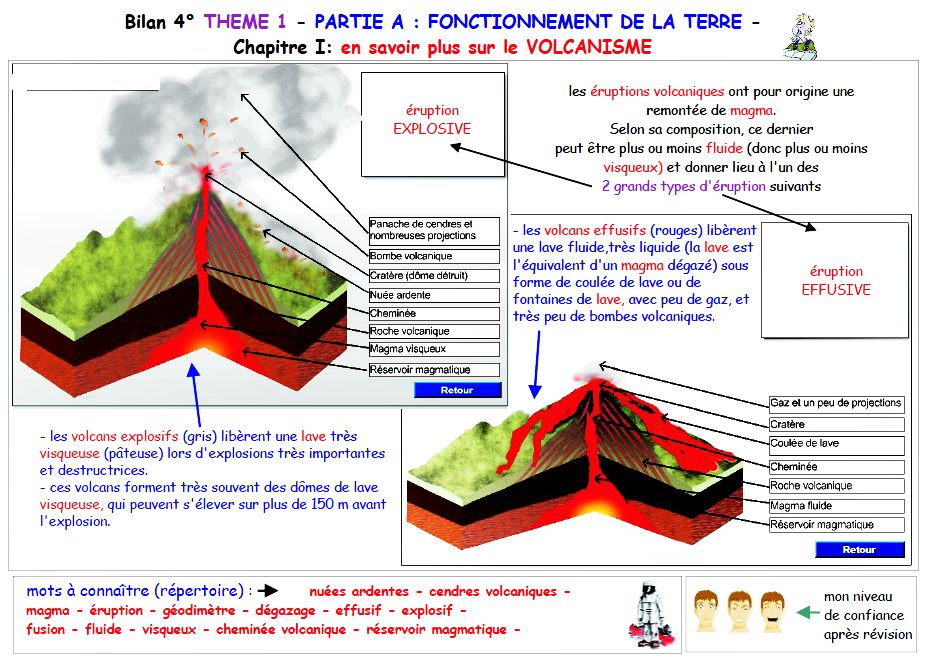 Bilan 4° THEME 1 - PARTIE A : FONCTIONNEMENT DE LA TERRE -
Chapitre I: en savoir plus sur le VOLCANISME
éruption
EXPLOSIVE
les éruptions volcaniques ont pour origine une
remontée de magma.
Selon sa composition, ce dernier
peut être plus ou moins fluide (donc plus ou moins
visqueux) et donner lieu à l'un des
2 grands types d'éruption suivants
Panache de cendres et
nombreuses projections
Bombe volcanique
Cratère (dôme détruit)
Nuée ardente
Cheminée
Roche volcanique
Magma visqueux
Réservoir magmatique
Retour
- les volcans effusifs (rouges) libèrent
une lave fluide,très liquide (la lave est
l'équivalent d'un magma dégazé) sous
forme de coulée de lave ou de
fontaines de lave, avec peu de gaz, et
très peu de bombes volcaniques.
éruption
EFFUSIVE
- les volcans explosifs (gris) libèrent une lave très
visqueuse (pâteuse) lors d'explosions très importantes
et destructrices.
- ces volcans forment très souvent des dômes de lave
visqueuse, qui peuvent s'élever sur plus de 150 m avant
l'explosion.
Gaz et un peu de projections
Cratère
Coulée de lave
Cheminée
Roche volcanique
Magma fluide
Réservoir magmatique
Retour
mots à connaître (répertoire) : nuées ardentes - cendres volcaniques -
magma - éruption - géodimètre - dégazage - effusif - explosif -
fusion - fluide - visqueux - cheminée volcanique - réservoir magmatique -
mon niveau
de confiance
après révision